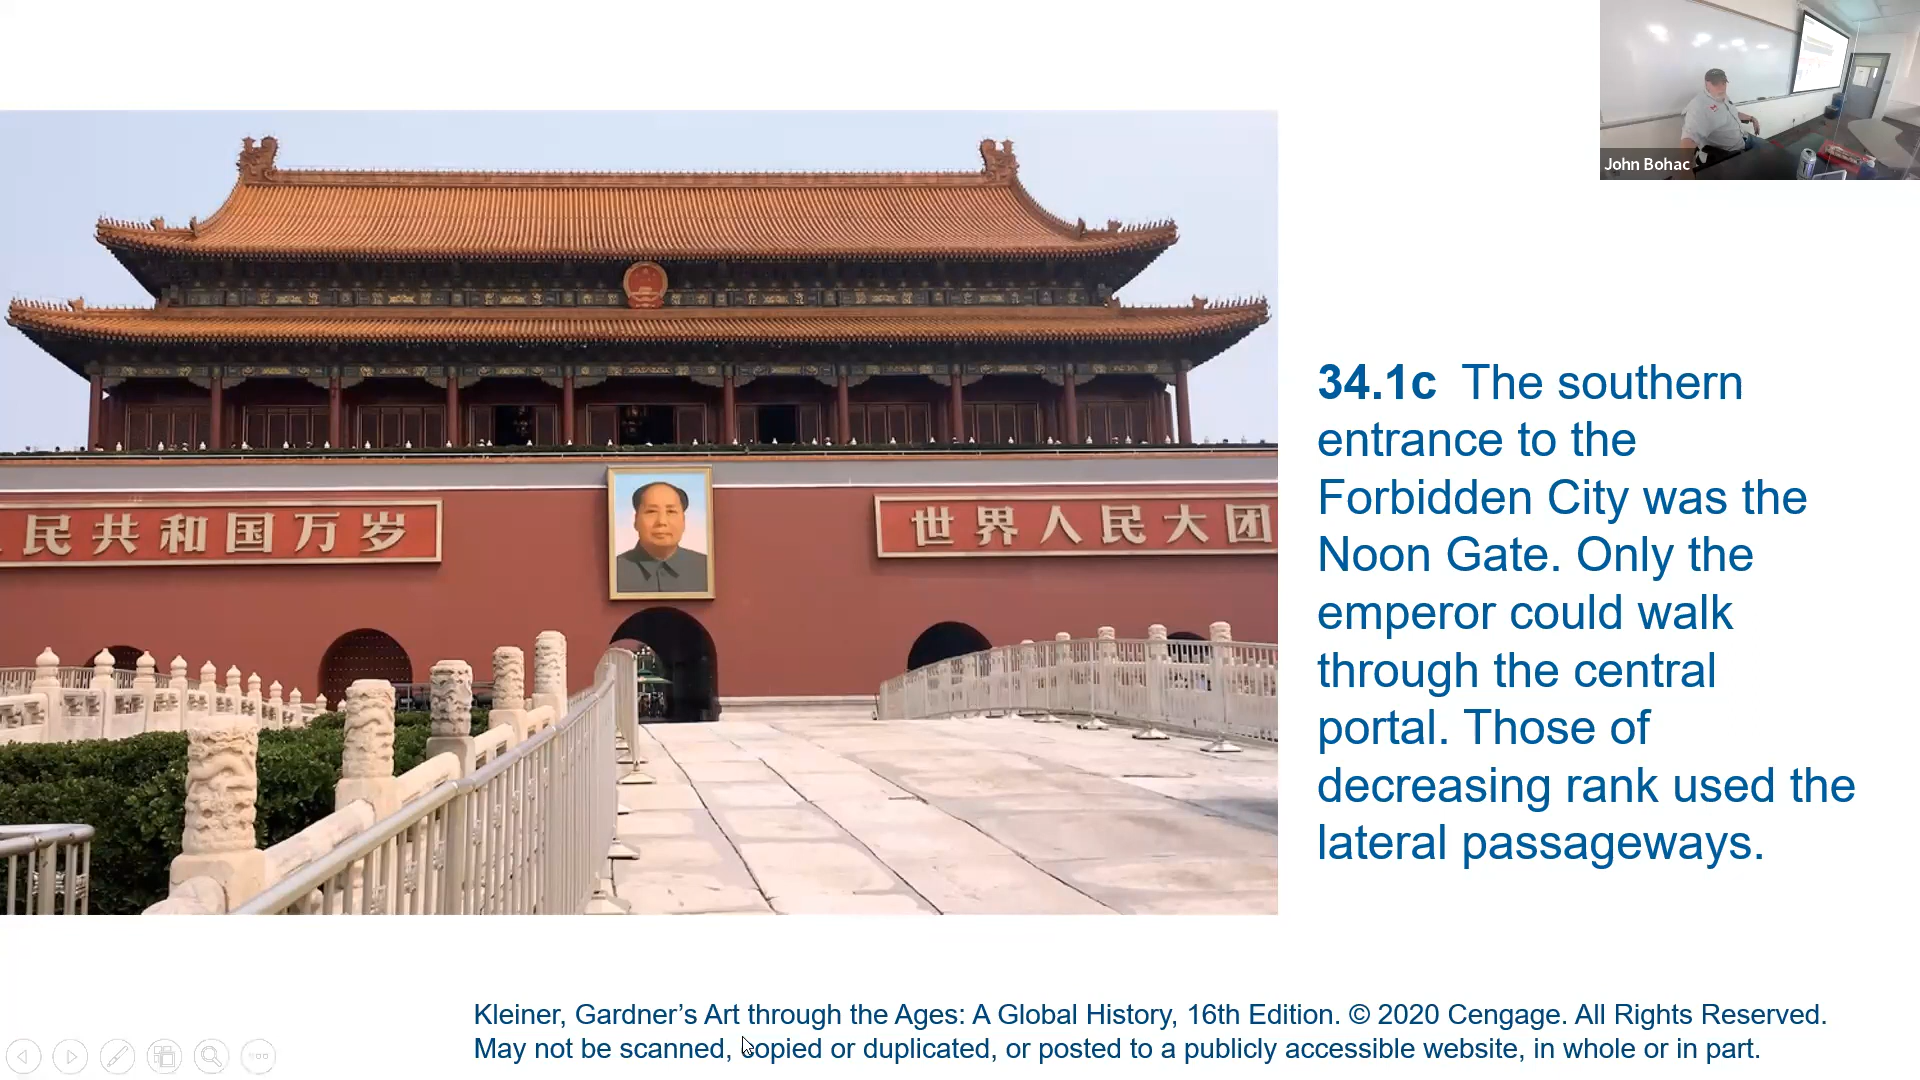 John Bohac
民共和国万岁
世界人民大团
34.1c The southern
entrance to the
Forbidden City was the
Noon Gate. Only the
emperor could walk
through the central
portal. Those of
decreasing rank used the
lateral passageways.
Kleiner, Gardner’s Art through the Ages: A Global History, 16th Edition. © 2020 Cengage. All Rights Reserved.
May not be scanned, copied or duplicated, or posted to a publicly accessible website, in whole or in part.